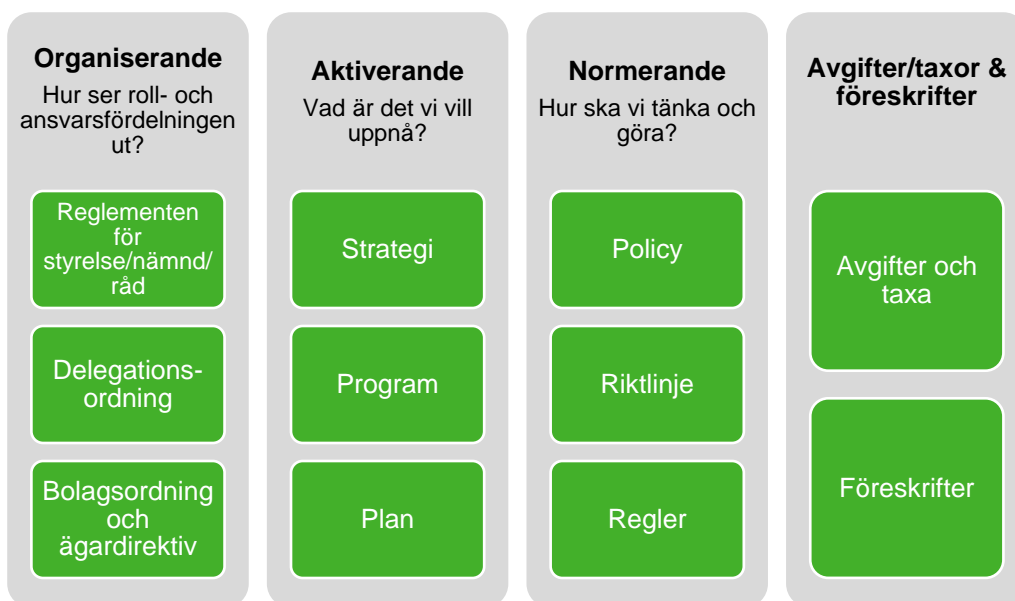 Organiserande
Hur ser roll- och
ansvarsfördelningen
ut?
Reglementen
för
styrelse/nämnd/
råd
Delegations-
ordning
Bolagsordning
och
ägardirektiv
Aktiverande
Vad är det vi vill
uppnå?
Strategi
Program
Plan
Normerande
Hur ska vi tänka och
göra?
Policy
Riktlinje
Regler
Avgifter/taxor &
föreskrifter
Avgifter och
taxa
Föreskrifter